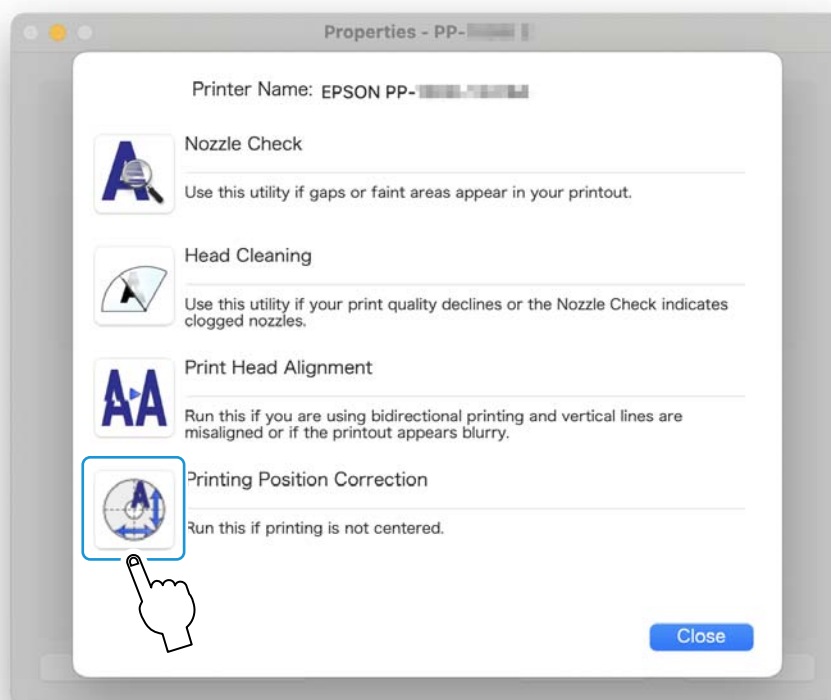 Properties - PP-
Printer Name: EPSON PP-
Nozzle Check
Use this utility if gaps or faint areas appear in your printout.
Head Cleaning
Use this utility if your print quality declines or the Nozzle Check indicates
clogged nozzles.
Print Head Alignment
Run this if you are using bidirectional printing and vertical lines are
misaligned or if the printout appears blurry.
Printing Position Correction
Run this if printing is not centered.
Close